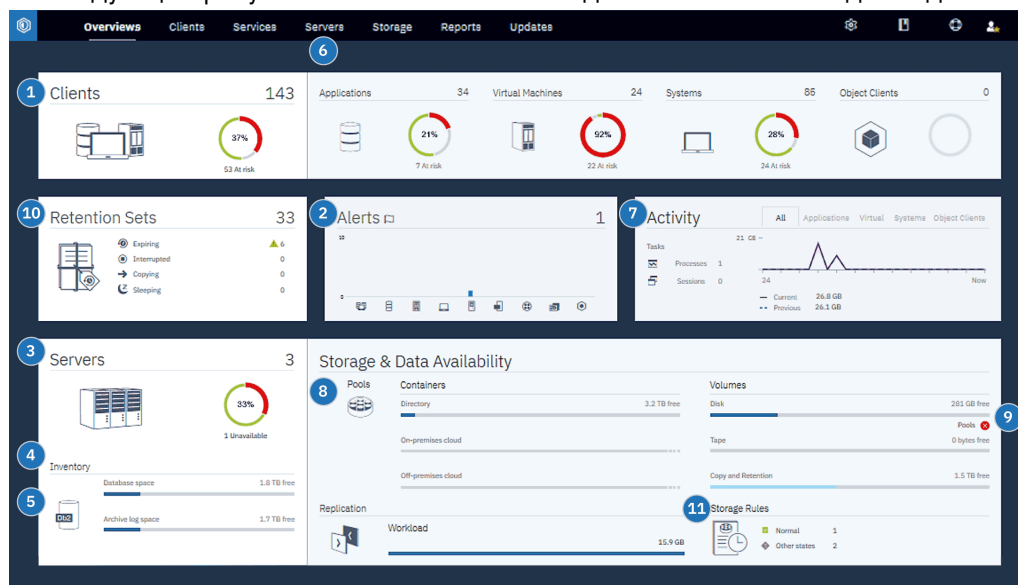 Overviews Clients Services Servers Storage Reports Updates
6
1 Clients 143
37%
53 At risk
Applications 34
21%
7 At risk
Virtual Machines 24
92%
22 At risk
Systems 85
28%
24 At risk
Object Clients 0
10 Retention Sets 33
Expiring 6
Interrupted 0
Copying 0
Sleeping 0
2 Alerts 1
10
0
7 Activity
All Applications Virtual Systems Object Clients
Tasks
Processes 1
Sessions 0
21 GB
24 Now
Current 26.8 GB
Previous 26.1 GB
3 Servers 3
33%
1 Unavailable
4
Inventory
Database space 1.8 TB free
5
Db2
Archive log space 1.7 TB free
Storage & Data Availability
8 Pools
Containers
Directory 3.2 TB free
On-premises cloud
Off-premises cloud
Volumes
Disk 281 GB free
Pools 9
Tape 0 bytes free
Copy and Retention 1.5 TB free
Replication
Workload
15.9 GB
11 Storage Rules
Normal 1
Other states 2